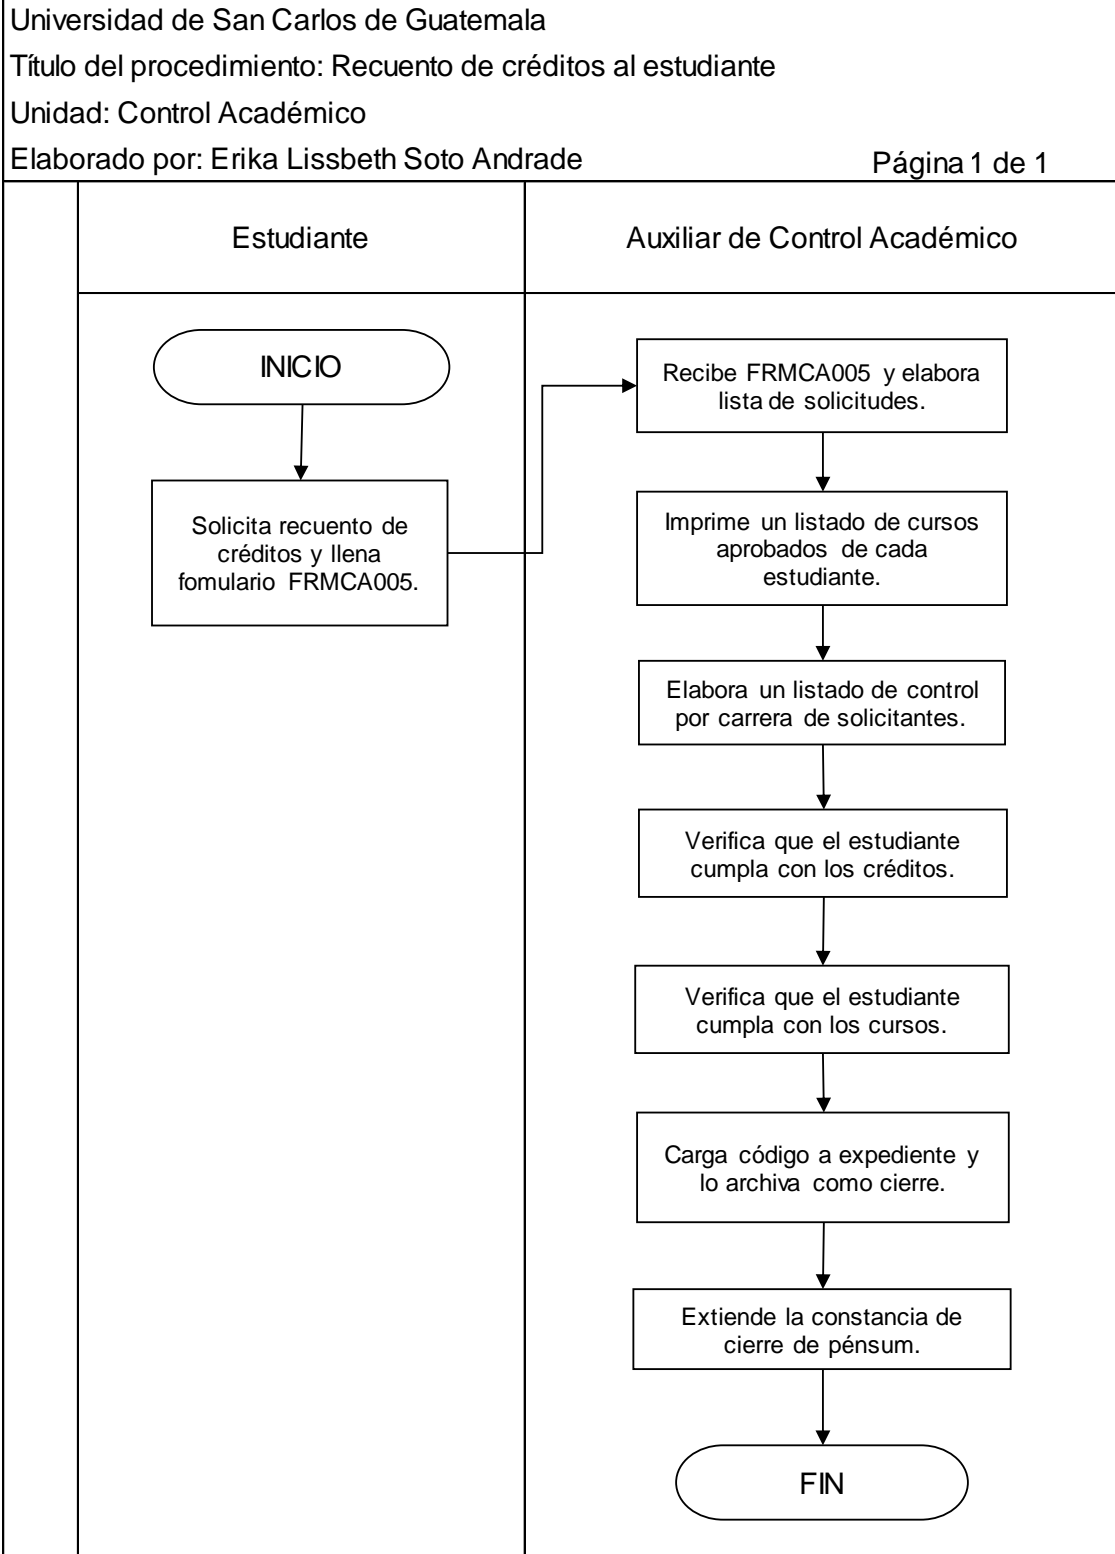 Universidad de San Carlos de Guatemala
Título del procedimiento: Recuento de créditos al estudiante
Unidad: Control Académico
Elaborado por: Erika Lissbeth Soto Andrade
Página 1 de 1
Estudiante
Auxiliar de Control Académico
INICIO
Solicita recuento de
créditos y llena
fomulario FRMCA005.
Recibe FRMCA005 y elabora
lista de solicitudes.
Imprime un listado de cursos
aprobados de cada
estudiante.
Elabora un listado de control
por carrera de solicitantes.
Verifica que el estudiante
cumpla con los créditos.
Verifica que el estudiante
cumpla con los cursos.
Carga código a expediente y
lo archiva como cierre.
Extiende la constancia de
cierre de pénsum.
FIN